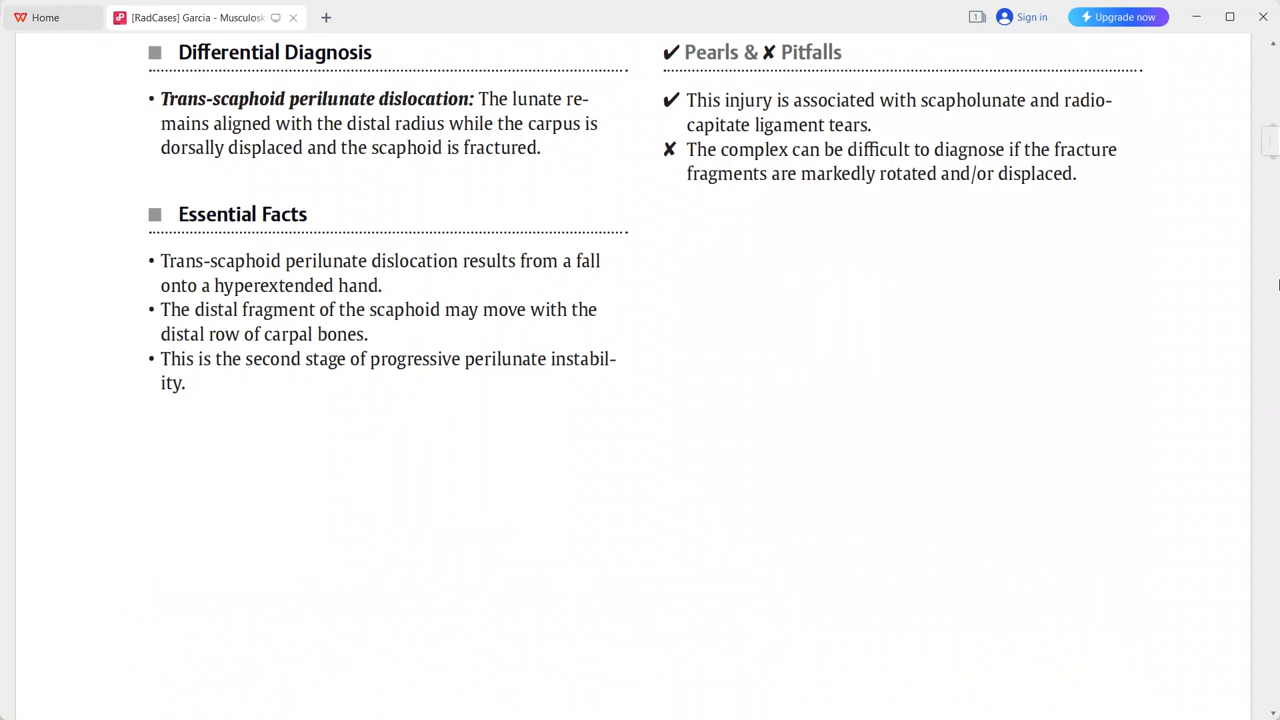 Home
[RadCases] Garcia - Musculosk
1
Sign in
Upgrade now
Differential Diagnosis
• Trans-scaphoid perilunate dislocation: The lunate re-
mains aligned with the distal radius while the carpus is
dorsally displaced and the scaphoid is fractured.
Essential Facts
• Trans-scaphoid perilunate dislocation results from a fall
onto a hyperextended hand.
• The distal fragment of the scaphoid may move with the
distal row of carpal bones.
• This is the second stage of progressive perilunate instabil-
ity.
✔ Pearls & ✘ Pitfalls
✔ This injury is associated with scapholunate and radio-
capitate ligament tears.
✘ The complex can be difficult to diagnose if the fracture
fragments are markedly rotated and/or displaced.